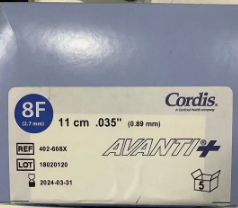 Cordis.
A Cardinal Health company
8F
(2.7 mm)
11 cm .035" (0.89 mm)
AVANTI®+
REF 402-608X
LOT 18020120
2024-03-31
5